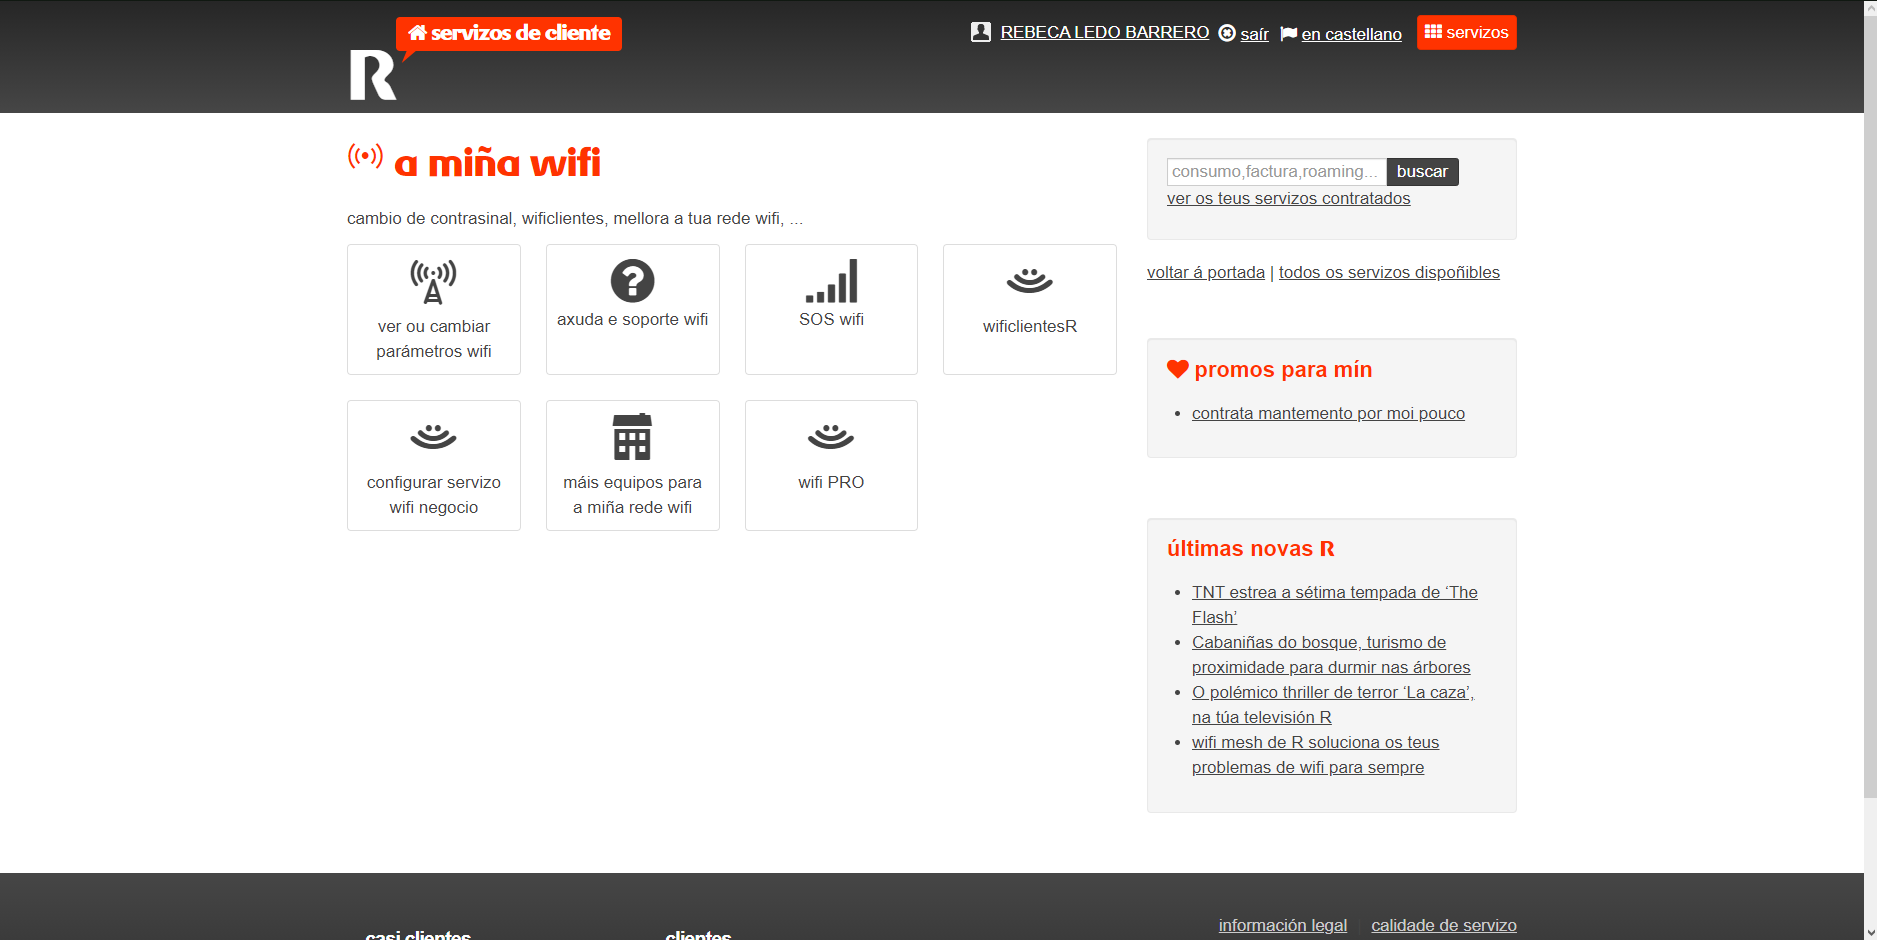 servizos de cliente
R
REBECA LEDO BARRERO saír en castellano servizos
a miña wifi
cambio de contrasinal, wificlientes, mellora a tua rede wifi, ...
ver ou cambiar
parámetros wifi
axuda e soporte wifi
SOS wifi
wificlientesR
configurar servizo
wifi negocio
máis equipos para
a miña rede wifi
wifi PRO
consumo,factura,roaming... buscar
ver os teus servizos contratados
voltar á portada | todos os servizos dispoñibles
promos para mín
contrata mantemento por moi pouco
últimas novas R
TNT estrea a sétima tempada de ‘The
Flash’
Cabaniñas do bosque, turismo de
proximidade para durmir nas árbores
O polémico thriller de terror ‘La caza’,
na túa televisión R
wifi mesh de R soluciona os teus
problemas de wifi para sempre
casi clientes
clientes
información legal
calidade de servizo